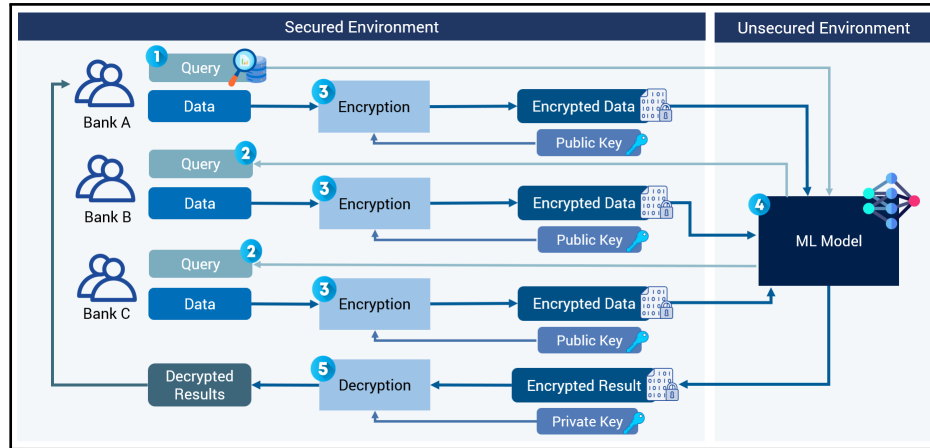 Secured Environment
Unsecured Environment
1
Query
Bank A
Data
3
Encryption
Encrypted Data
Public Key
Query
2
Bank B
Data
3
Encryption
Encrypted Data
Public Key
4
ML Model
Query
2
Bank C
Data
3
Encryption
Encrypted Data
Public Key
Decrypted
Results
5
Decryption
Encrypted Result
Private Key